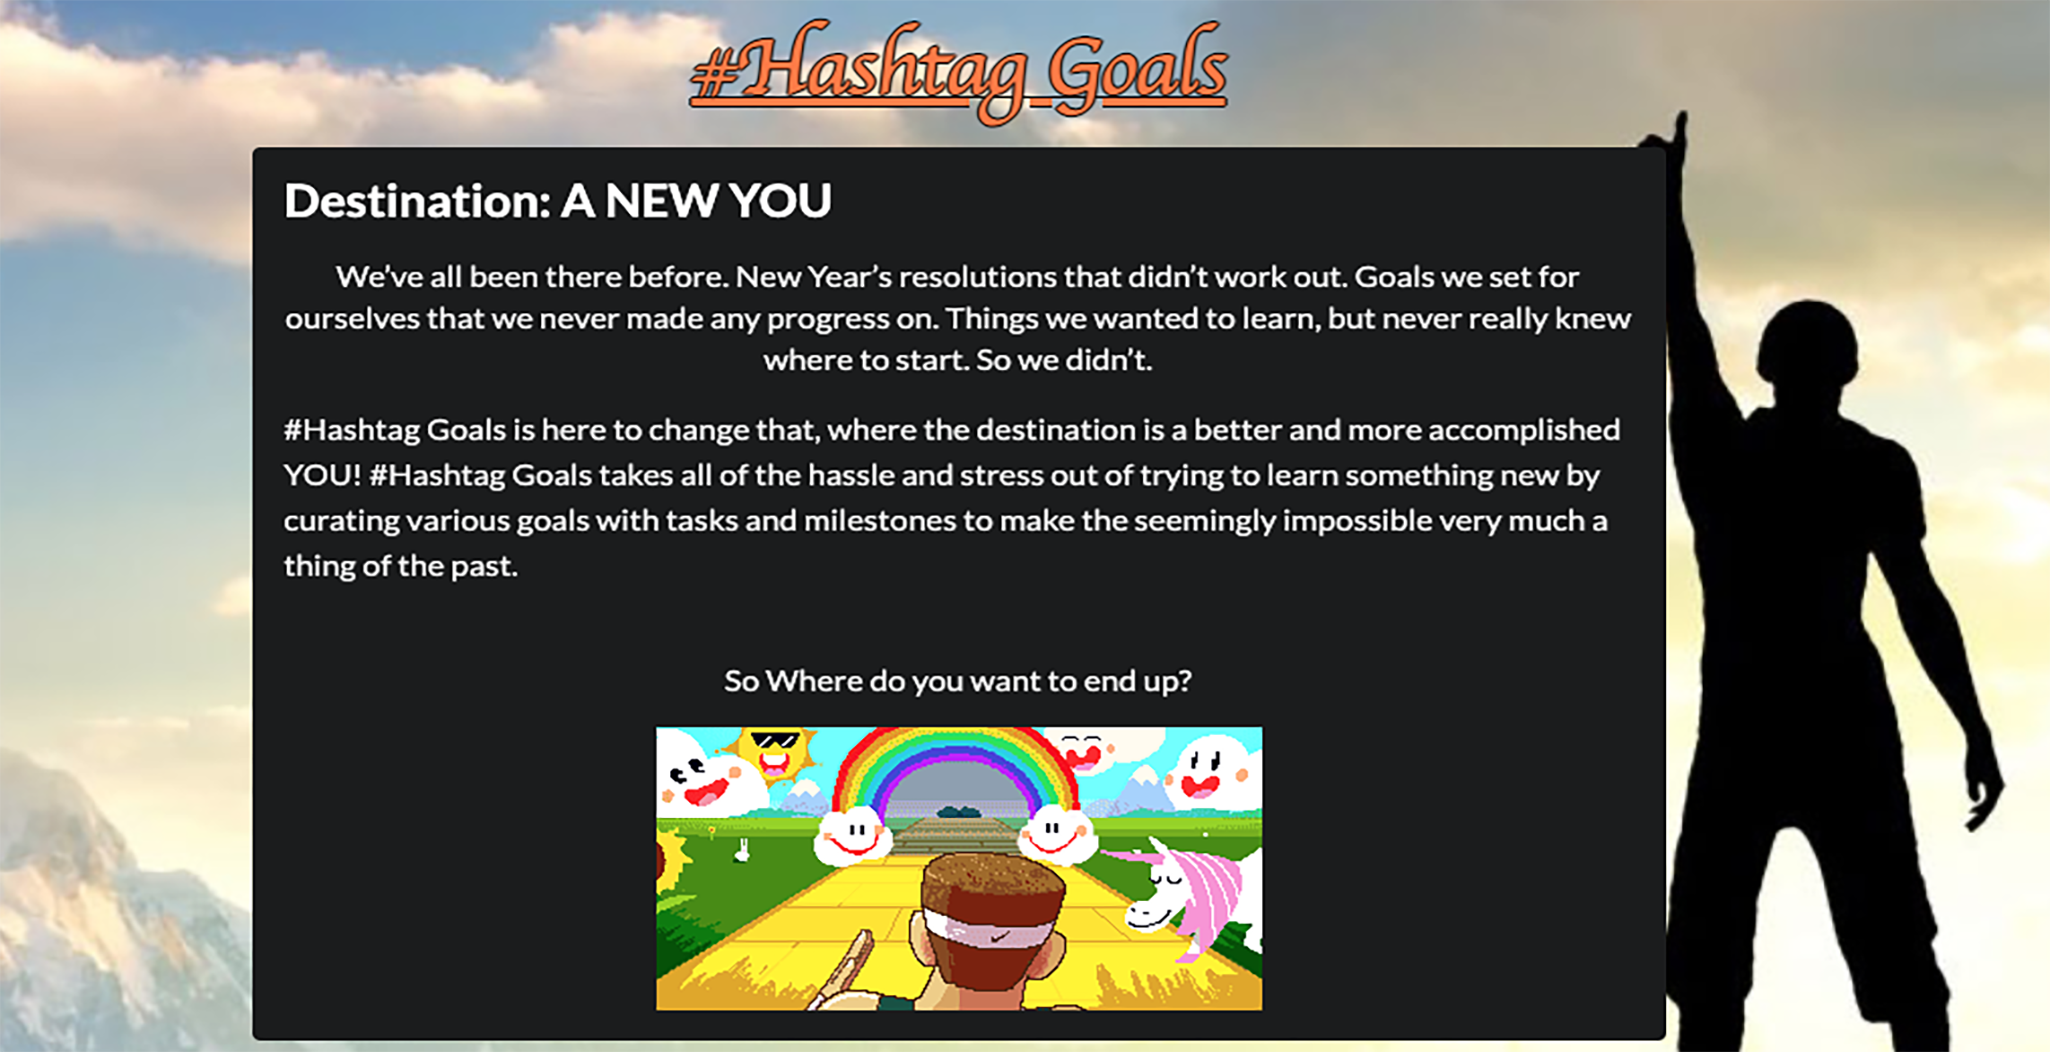 #Hashtag Goals
Destination: A NEW YOU
We've all been there before. New Year's resolutions that didn't work out. Goals we set for
ourselves that we never made any progress on. Things we wanted to learn, but never really knew
where to start. So we didn't.
#Hashtag Goals is here to change that, where the destination is a better and more accomplished
YOU! #Hashtag Goals takes all of the hassle and stress out of trying to learn something new by
curating various goals with tasks and milestones to make the seemingly impossible very much a
thing of the past.
So Where do you want to end up?